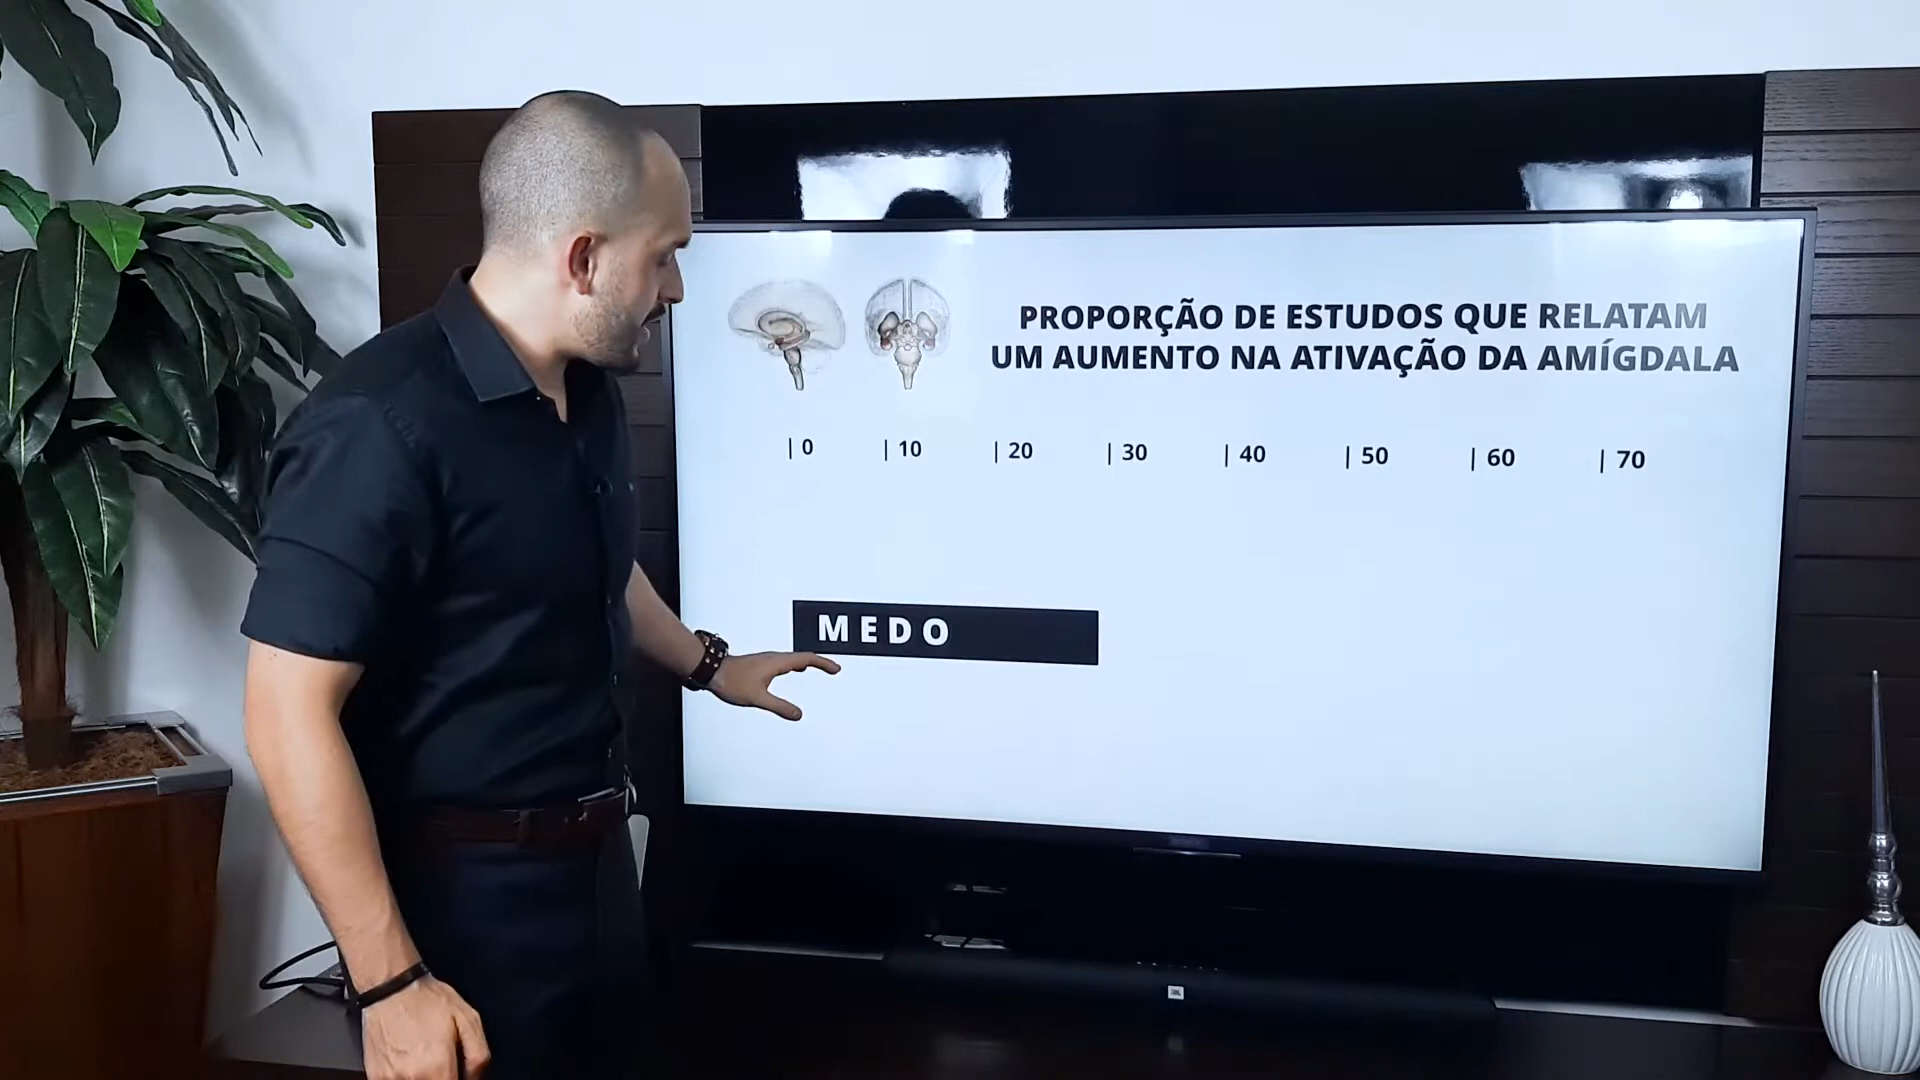 PROPORÇÃO DE ESTUDOS QUE RELATAM
UM AUMENTO NA ATIVAÇÃO DA AMÍGDALA
| 0 | 10 | 20 | 30 | 40 | 50 | 60 | 70
MEDO
JBL